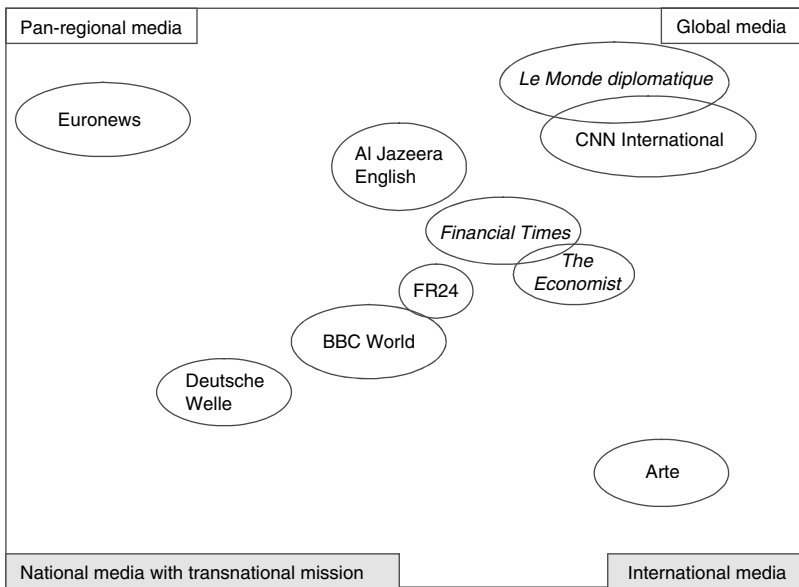 Pan-regional media
Global media
Le Monde diplomatique
Euronews
CNN International
Al Jazeera
English
Financial Times
The
Economist
FR24
BBC World
Deutsche
Welle
Arte
National media with transnational mission
International media